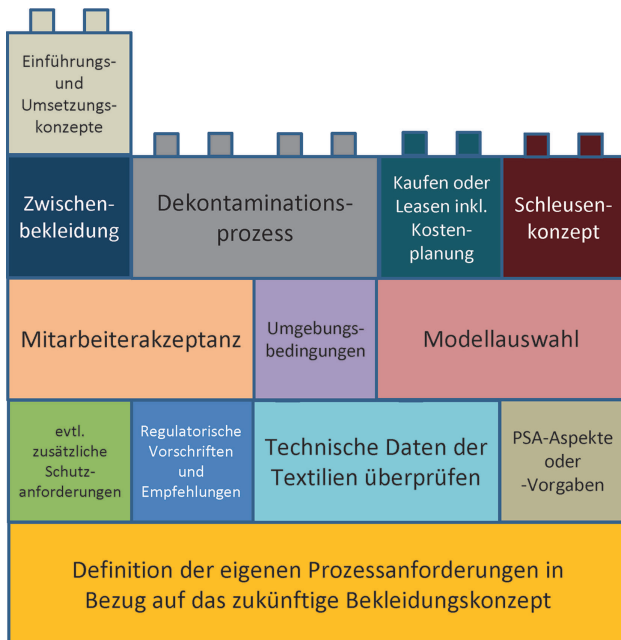 Einführungs-
und
Umsetzungs-
konzepte
Zwischen-
bekleidung
Dekontaminations-
prozess
Kaufen oder
Leasen inkl.
Kosten-
planung
Schleusen-
konzept
Mitarbeiterakzeptanz
Umgebungs-
bedingungen
Modellauswahl
evtl.
zusätzliche
Schutz-
anforderungen
Regulatorische
Vorschriften
und
Empfehlungen
Technische Daten der
Textilien überprüfen
PSA-Aspekte
oder
-Vorgaben
Definition der eigenen Prozessanforderungen in
Bezug auf das zukünftige Bekleidungskonzept